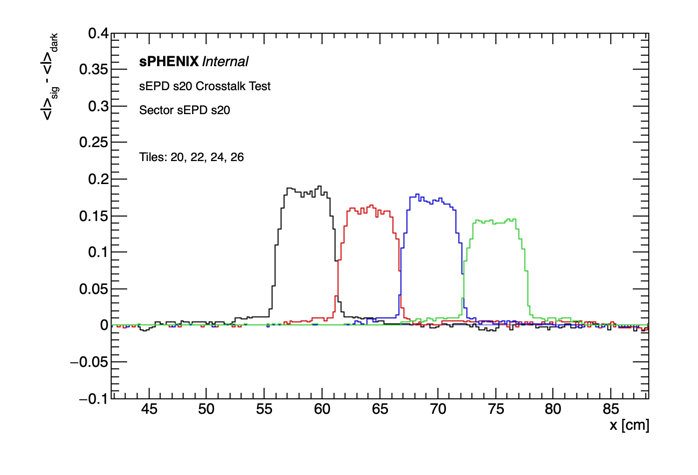 0.4
0.35
0.3
0.25
0.2
0.15
0.1
0.05
0
−0.05
−0.1
<I>sig - <I>dark
sPHENIX Internal
sEPD s20 Crosstalk Test
Sector sEPD s20
Tiles: 20, 22, 24, 26
45 50 55 60 65 70 75 80 85
x [cm]